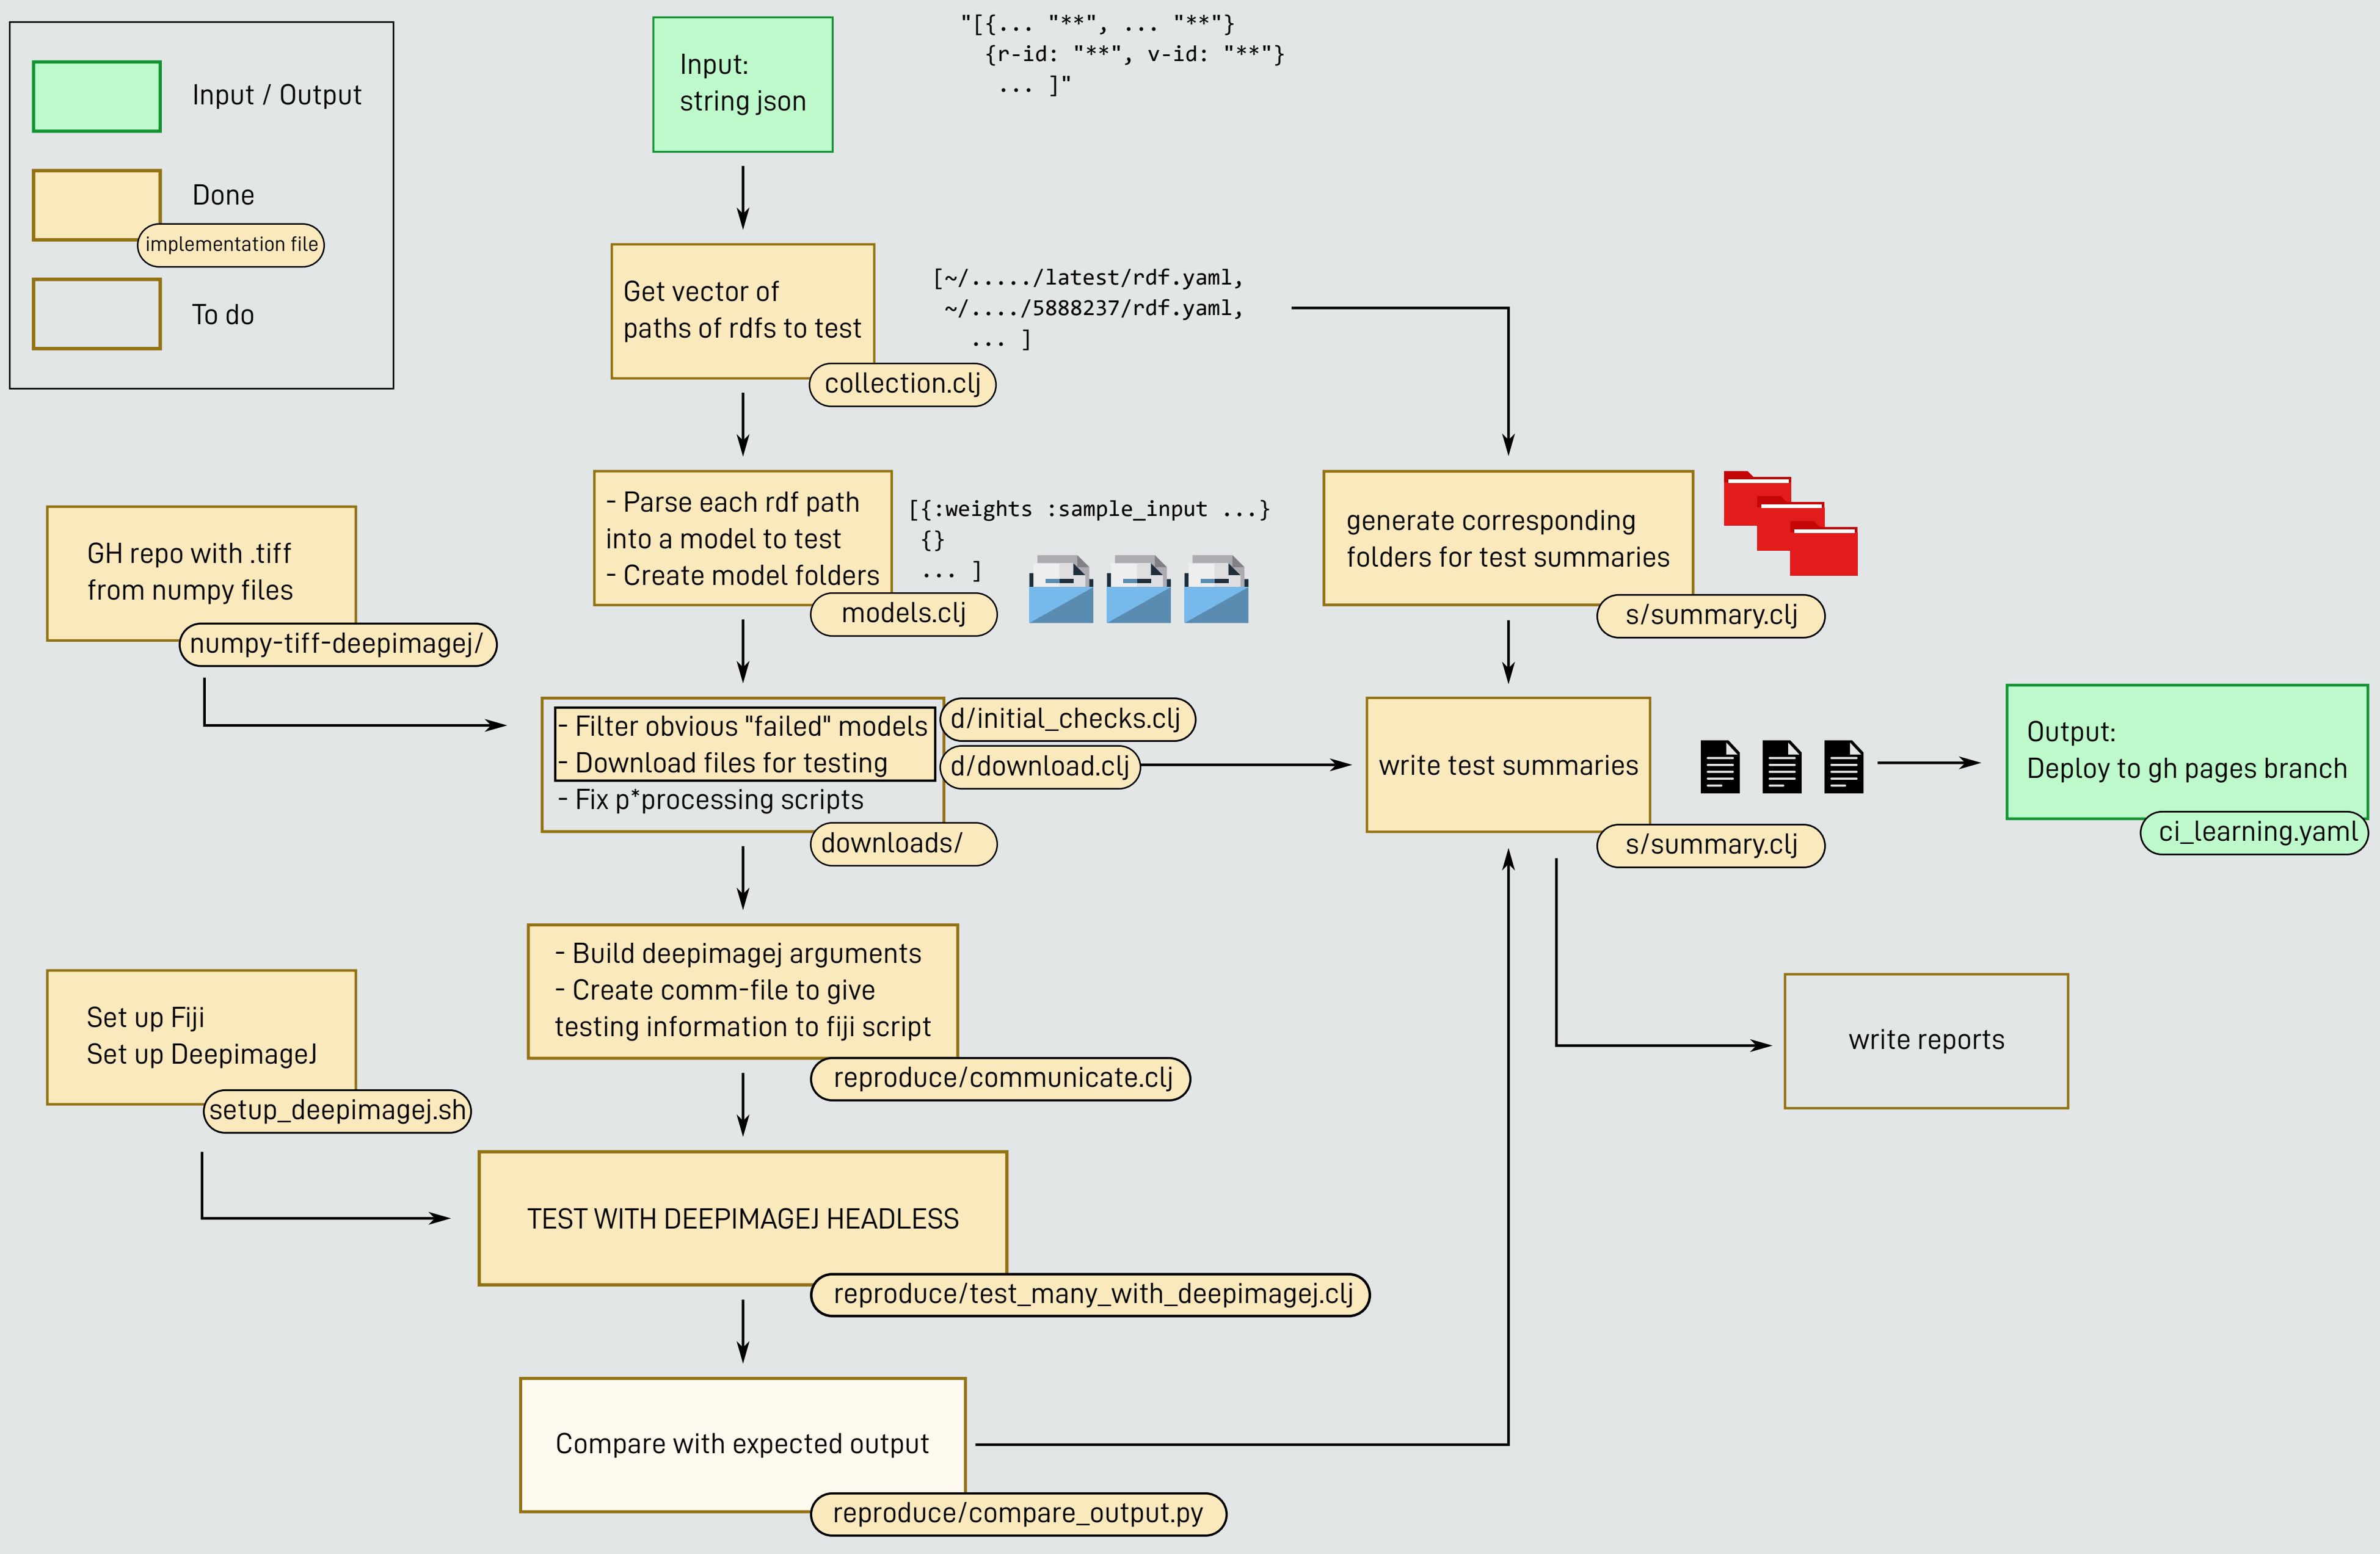 Input / Output
Done
implementation file
To do
Input:
string json
"[{... "**", ... "**"}
{r-id: "**", v-id: "**"}
... ]"
Get vector of
paths of rdfs to test
collection.clj
[~/...../latest/rdf.yaml,
~/..../5888237/rdf.yaml,
... ]
- Parse each rdf path
into a model to test
- Create model folders
models.clj
[{:weights :sample_input ...}
{}
... ]
generate corresponding
folders for test summaries
s/summary.clj
GH repo with .tiff
from numpy files
numpy-tiff-deepimagej/
- Filter obvious "failed" models
- Download files for testing
- Fix p*processing scripts
d/initial_checks.clj
d/download.clj
downloads/
write test summaries
s/summary.clj
Output:
Deploy to gh pages branch
ci_learning.yaml
- Build deepimagej arguments
- Create comm-file to give
testing information to fiji script
reproduce/communicate.clj
Set up Fiji
Set up DeepimageJ
setup_deepimagej.sh
write reports
TEST WITH DEEPIMAGEJ HEADLESS
reproduce/test_many_with_deepimagej.clj
Compare with expected output
reproduce/compare_output.py